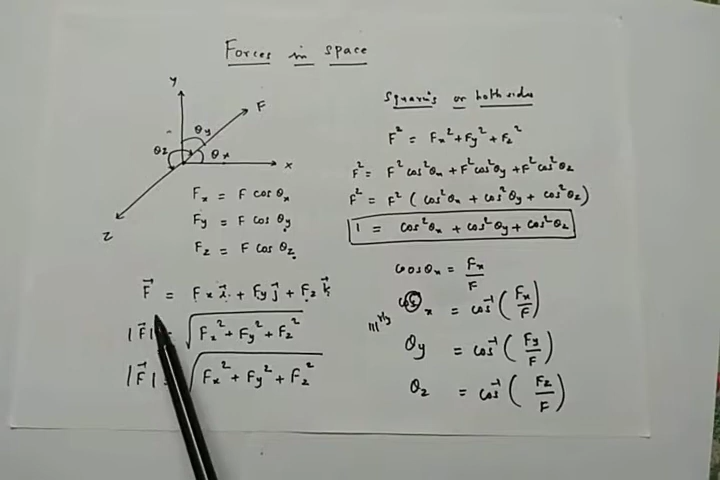 Forces in space
y
F
θy
θz
θx
x
z
Fx = F cos θx
Fy = F cos θy
Fz = F cos θz
F⃗ = Fx i⃗ + Fy j⃗ + Fz k⃗
|F⃗| = √(Fx² + Fy² + Fz²)
|F⃗| = √(Fx² + Fy² + Fz²)
Squaring on both sides
F² = Fx² + Fy² + Fz²
F² = F² cos²θx + F² cos²θy + F² cos²θz
F² = F² ( cos²θx + cos²θy + cos²θz )
1 = cos²θx + cos²θy + cos²θz
cos θx = Fx/F
θx = cos⁻¹ ( Fx/F )
|||ly
θy = cos⁻¹ ( Fy/F )
θz = cos⁻¹ ( Fz/F )